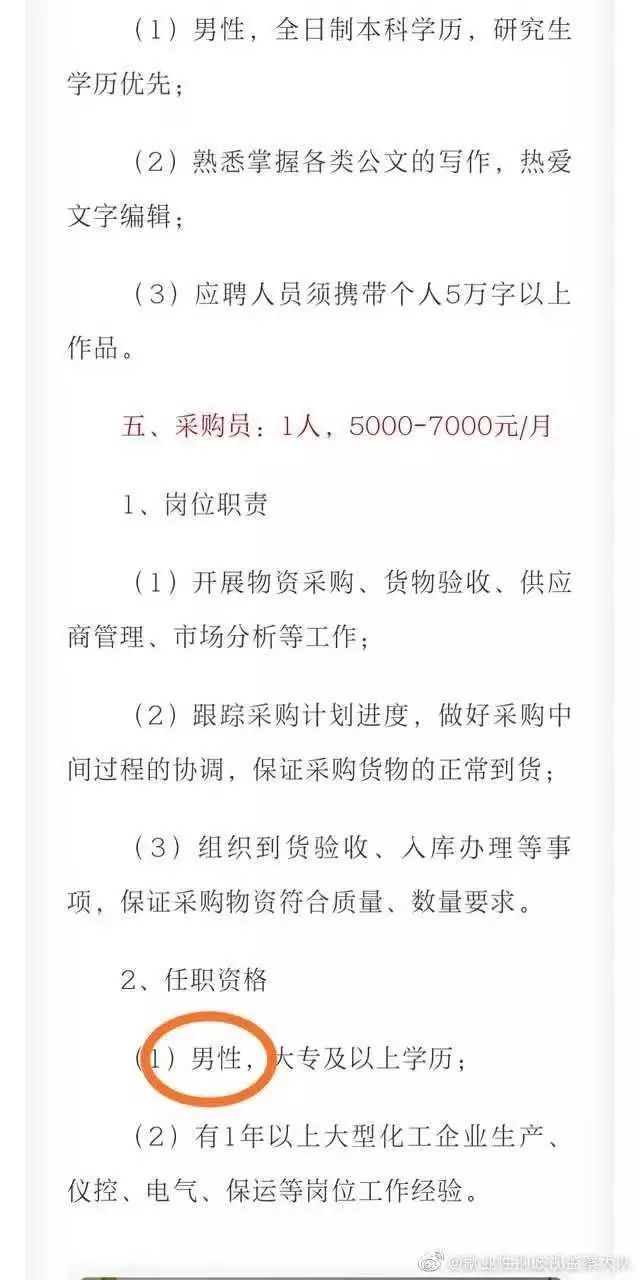 （1）男性，全日制本科学历，研究生
学历优先；
（2）熟悉掌握各类公文的写作，热爱
文字编辑；
（3）应聘人员须携带个人5万字以上
作品。
五、采购员：1人，5000-7000元/月
1、岗位职责
（1）开展物资采购、货物验收、供应
商管理、市场分析等工作；
（2）跟踪采购计划进度，做好采购中
间过程的协调，保证采购货物的正常到货；
（3）组织到货验收、入库办理等事
项，保证采购物资符合质量、数量要求。
2、任职资格
（1）男性，大专及以上学历；
（2）有1年以上大型化工企业生产、
仪控、电气、保运等岗位工作经验。
@就业性别歧视监察大队